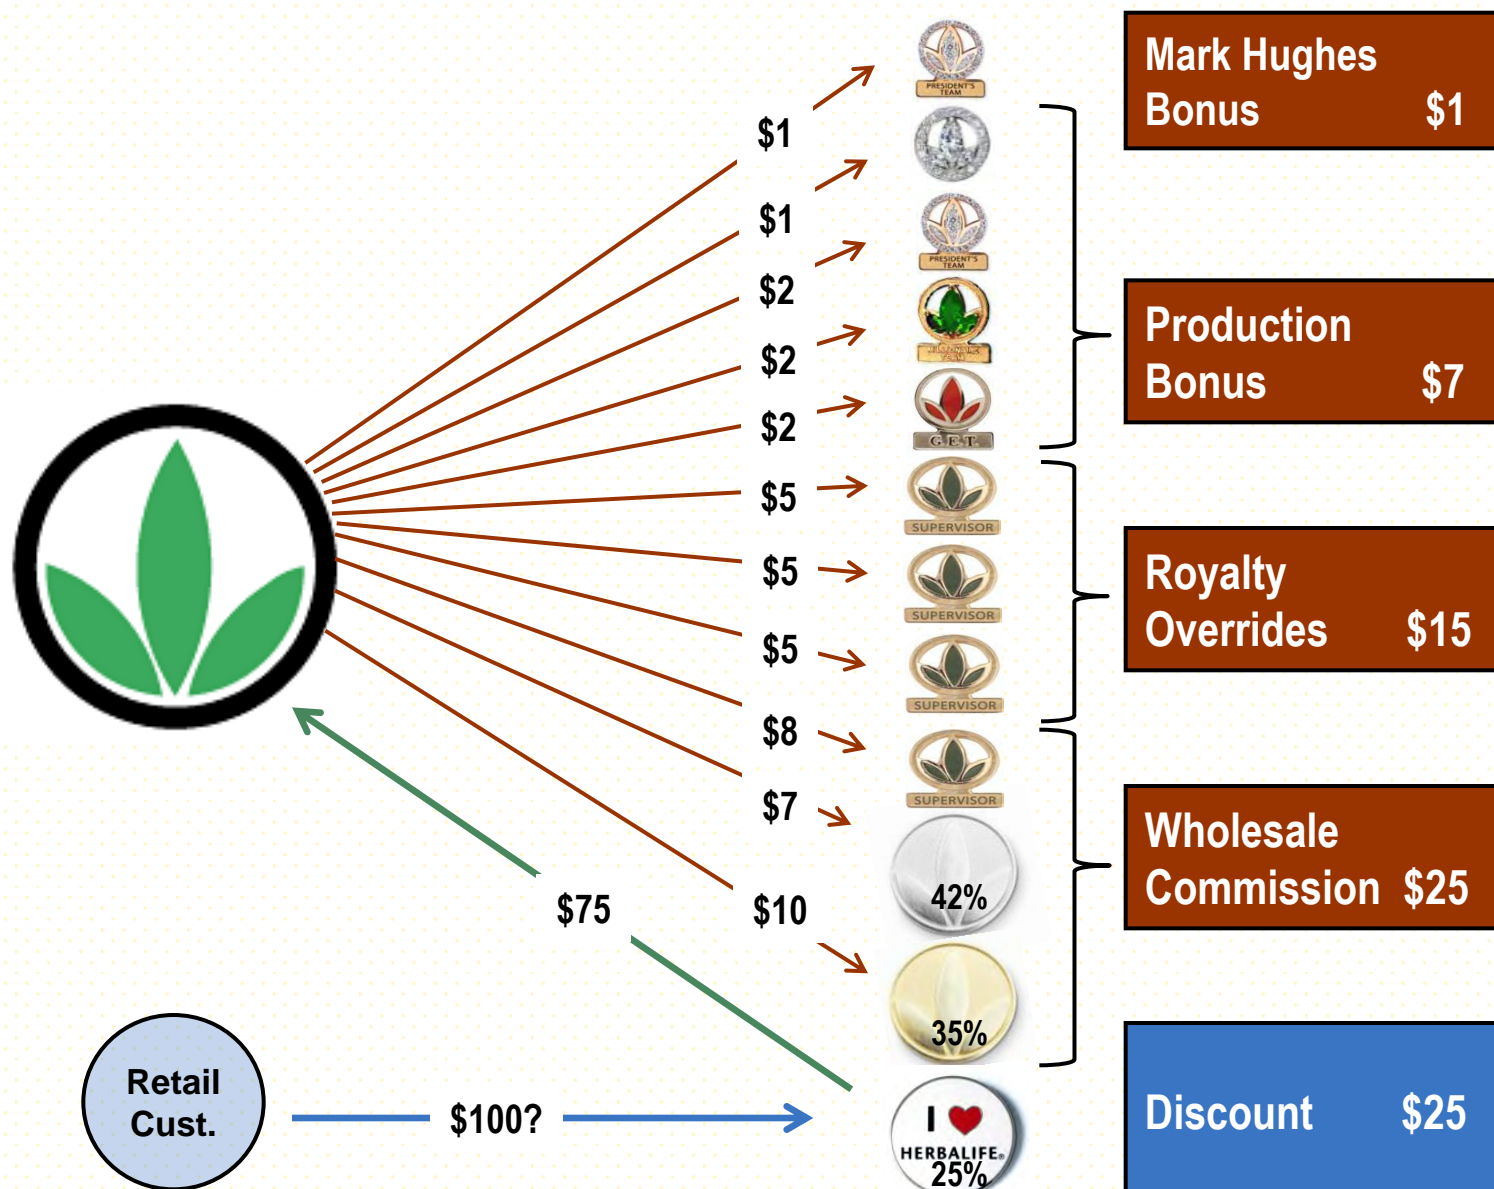 PRESIDENT'S
TEAM
Mark Hughes
Bonus $1
$1
$1
PRESIDENT'S
TEAM
$2
$2
TEAM
Production
Bonus $7
$2
G.E.T.
$5
SUPERVISOR
$5
SUPERVISOR
Royalty
Overrides $15
$5
SUPERVISOR
$8
SUPERVISOR
$7
42%
Wholesale
Commission $25
$75
$10
35%
Retail
Cust.
$100?
I
HERBALIFE®
25%
Discount $25